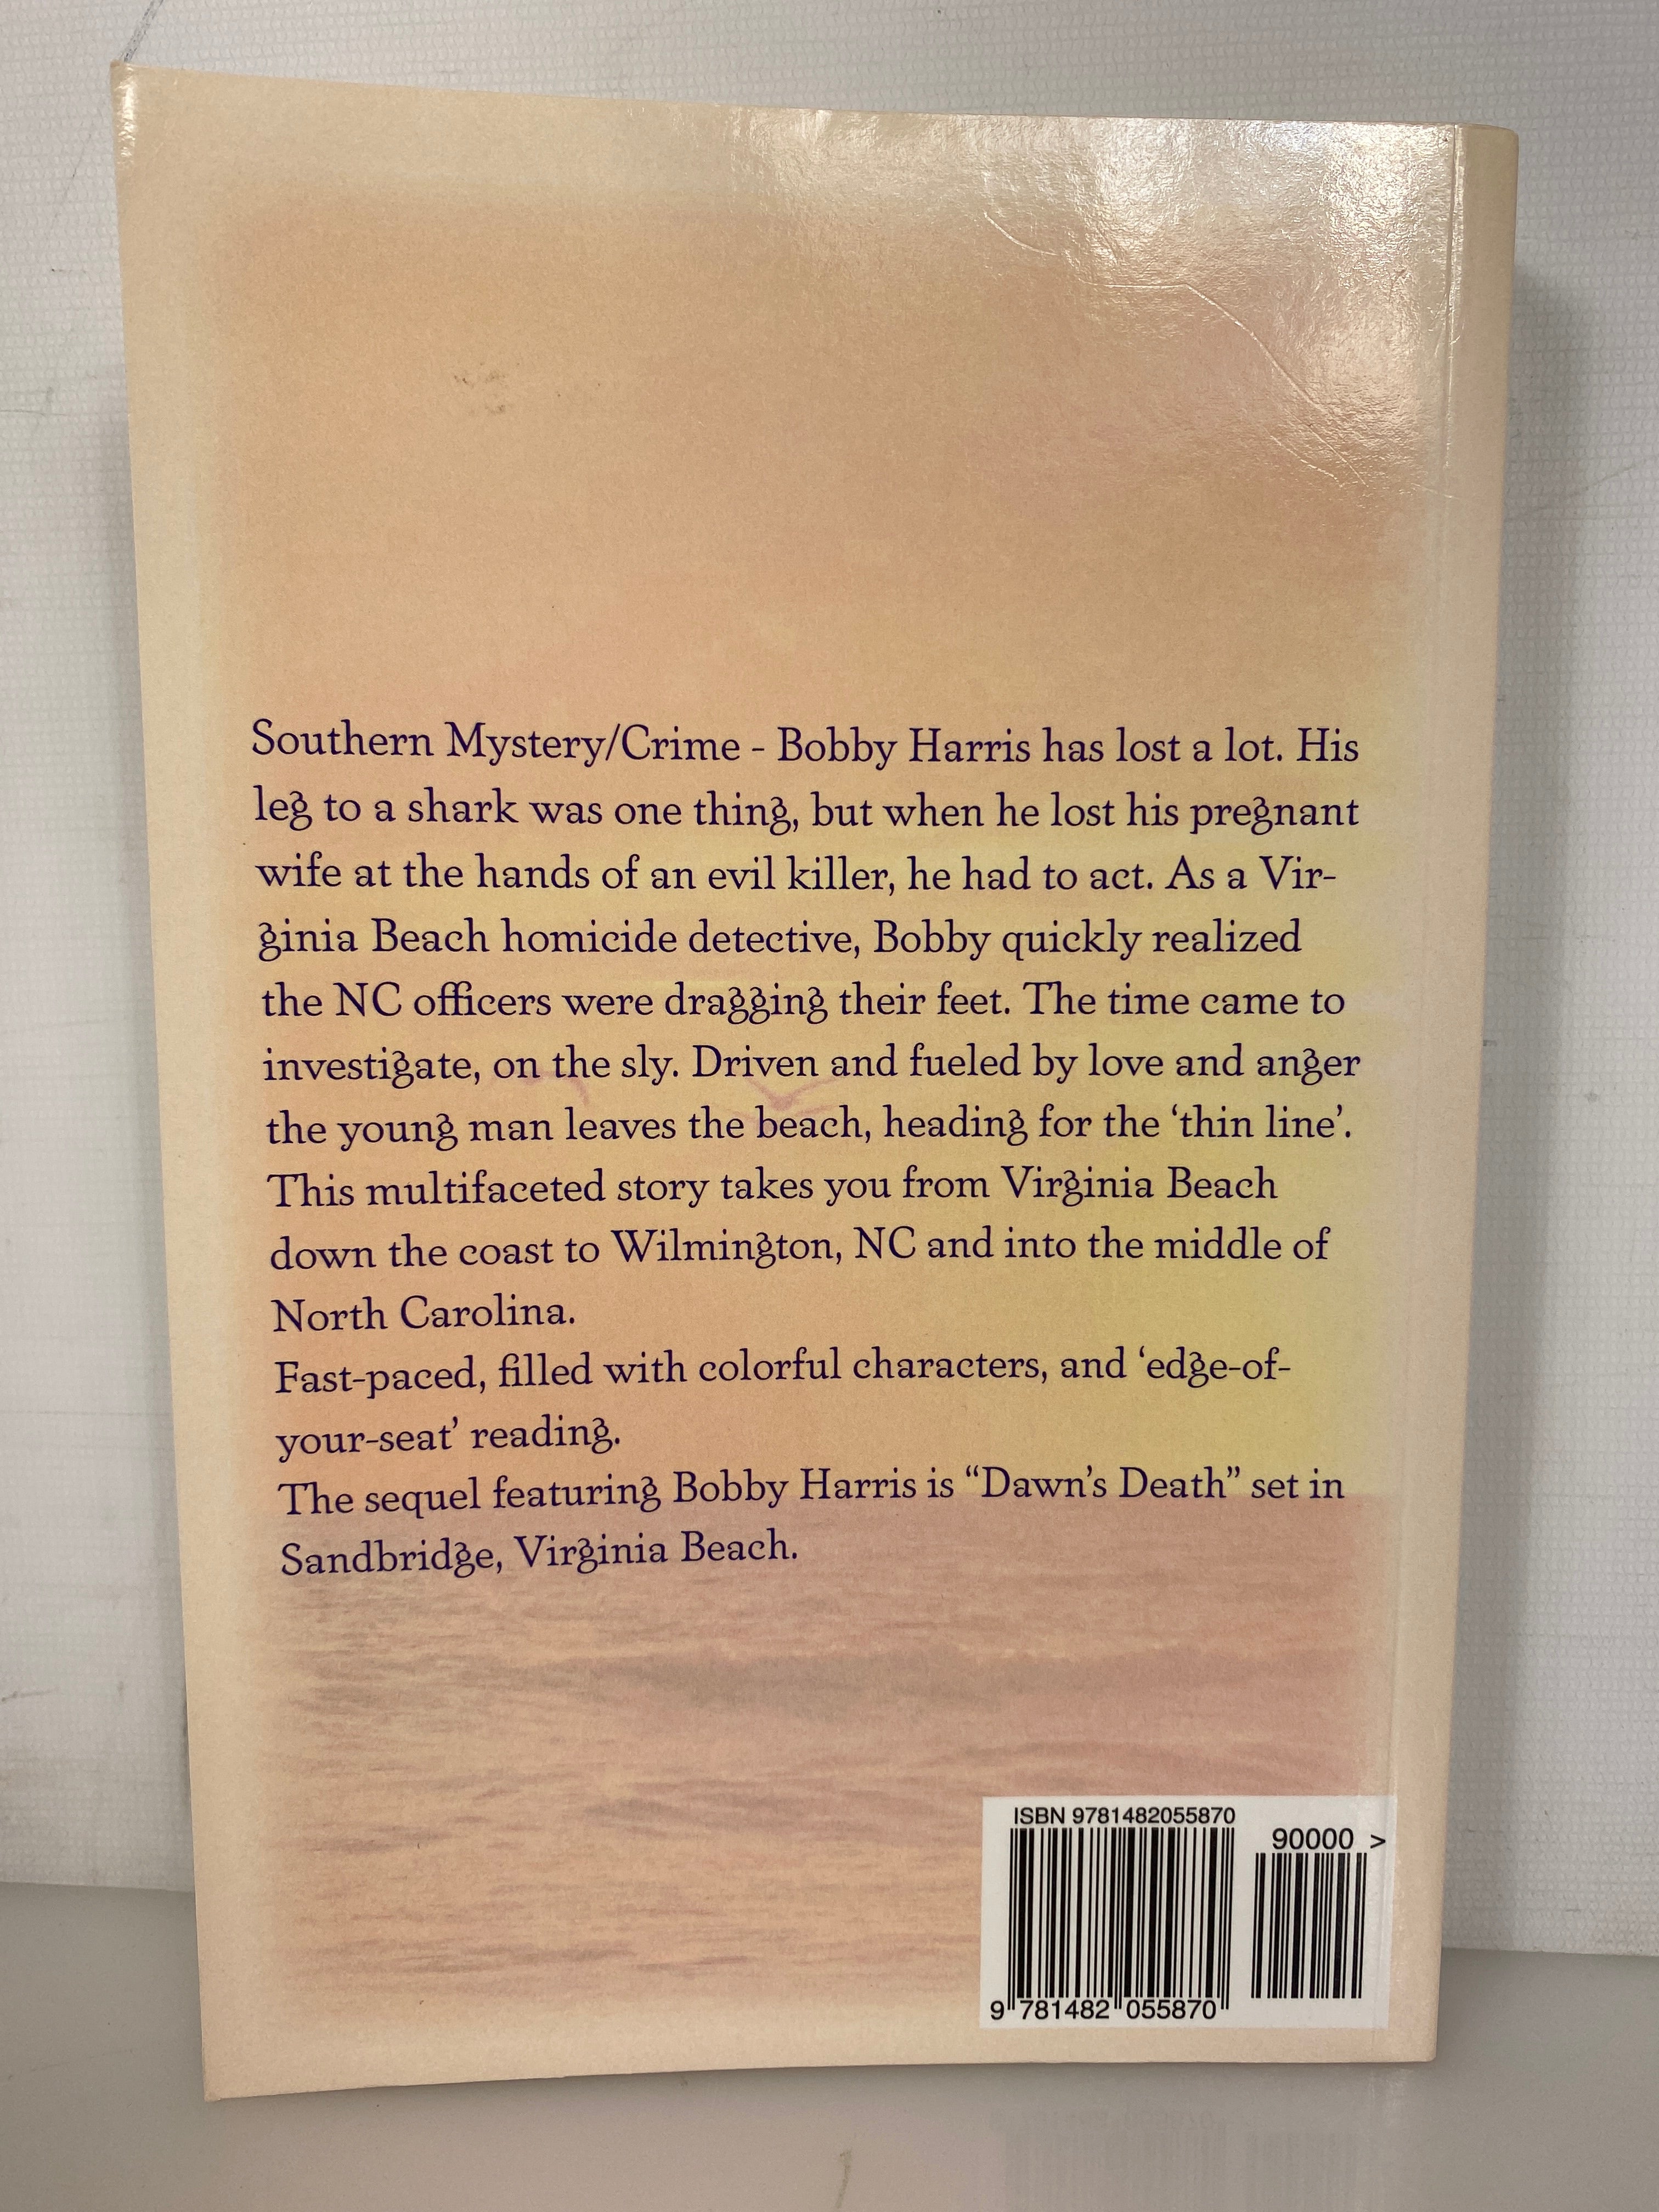 Southern Mystery/Crime - Bobby Harris has lost a lot. His
leg to a shark was one thing, but when he lost his pregnant
wife at the hands of an evil killer, he had to act. As a Vir-
ginia Beach homicide detective, Bobby quickly realized
the NC officers were dragging their feet. The time came to
investigate, on the sly. Driven and fueled by love and anger
the young man leaves the beach, heading for the ‘thin line’.
This multifaceted story takes you from Virginia Beach
down the coast to Wilmington, NC and into the middle of
North Carolina.
Fast-paced, filled with colorful characters, and ‘edge-of-
your-seat’ reading.
The sequel featuring Bobby Harris is “Dawn’s Death” set in
Sandbridge, Virginia Beach.
ISBN 9781482055870
90000 >
9 781482 055870